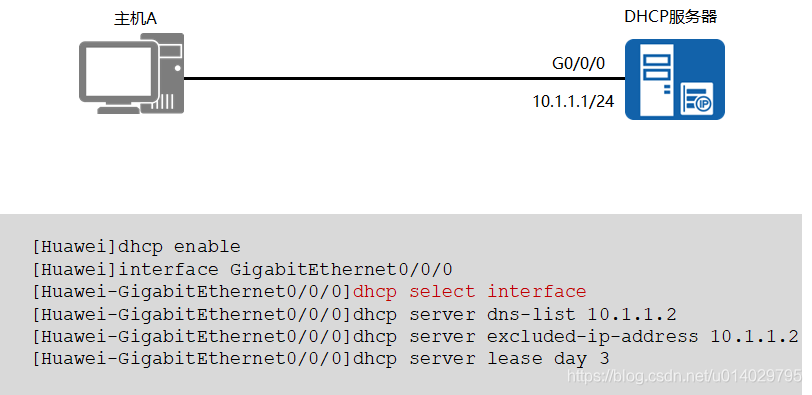 主机A
DHCP服务器
G0/0/0
10.1.1.1/24
IP
[Huawei]dhcp enable
[Huawei]interface GigabitEthernet0/0/0
[Huawei-GigabitEthernet0/0/0]dhcp select interface
[Huawei-GigabitEthernet0/0/0]dhcp server dns-list 10.1.1.2
[Huawei-GigabitEthernet0/0/0]dhcp server excluded-ip-address 10.1.1.2
[Huawei-GigabitEthernet0/0/0]dhcp server lease day 3
https://blog.csdn.net/u014029795